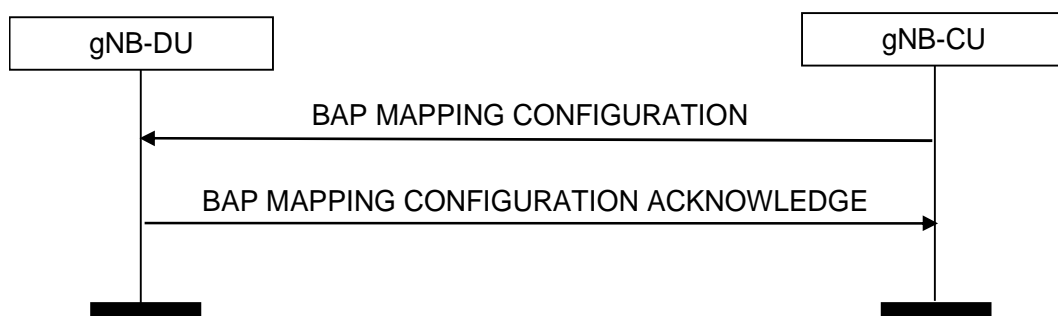 gNB-DU
gNB-CU
BAP MAPPING CONFIGURATION
BAP MAPPING CONFIGURATION ACKNOWLEDGE